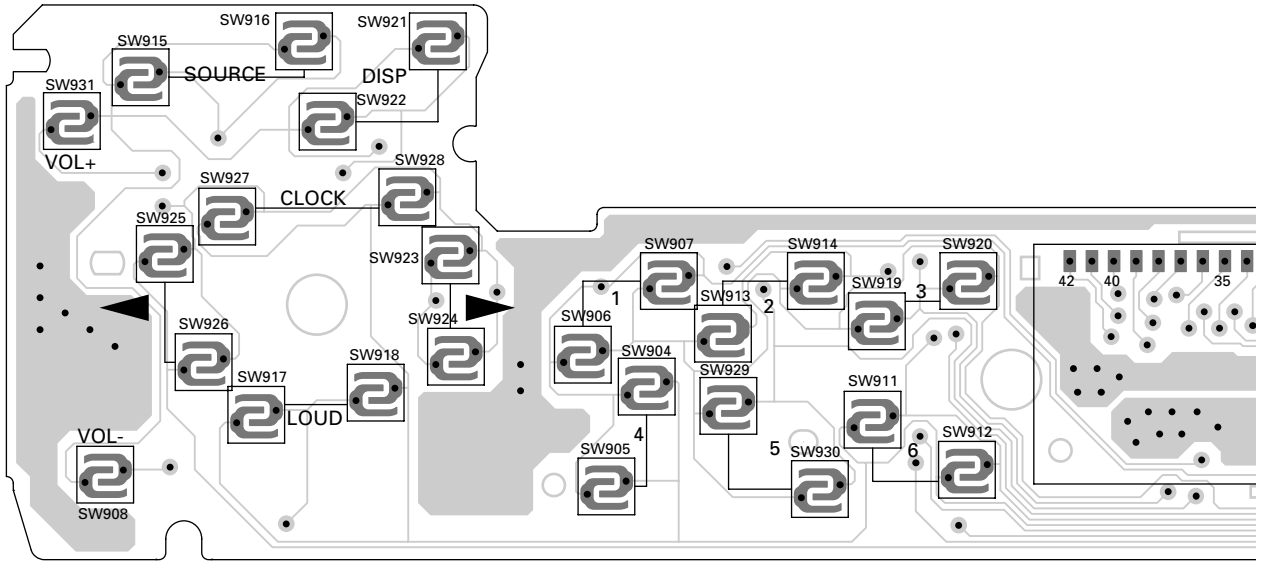 SW916
SW921
SW915
SOURCE
DISP
SW931
SW922
VOL+
SW928
SW927
CLOCK
SW925
SW923
SW907
SW914
SW920
42
40
35
1
SW913
2
SW919
3
SW924
SW906
SW926
SW904
SW918
SW929
SW911
SW917
LOUD
VOL-
4
5
6
SW905
SW930
SW912
SW908